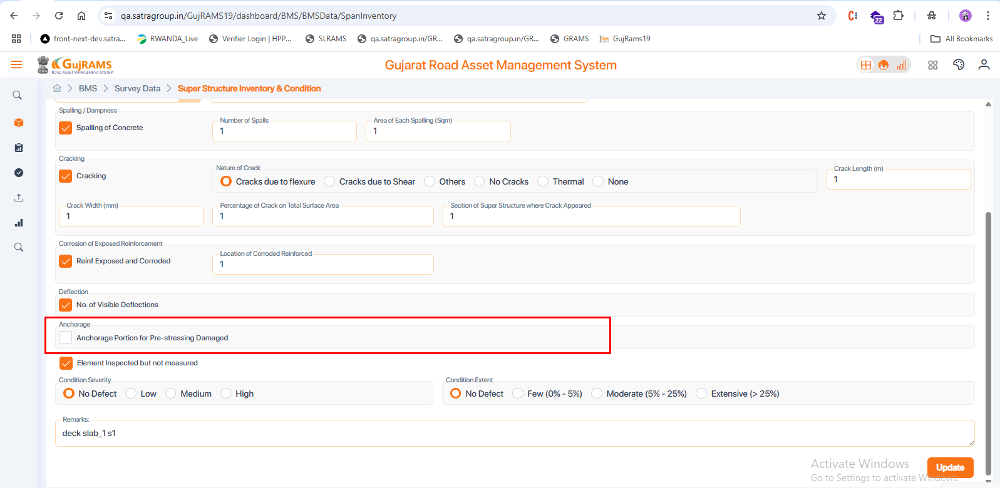 qa.satragroup.in/GujRAMS19/dashboard/BMS/BMSData/SpanInventory
22
front-next-dev.satra...
RWANDA_Live
Verifier Login | HPP...
SLRAMS
qa.satragroup.in/GR...
qa.satragroup.in/GR...
GRAMS
GujRams19
All Bookmarks
GujRAMS
ROAD ASSET MANAGEMENT SYSTEM
Gujarat Road Asset Management System
BMS
Survey Data
Super Structure Inventory & Condition
Spalling / Dampness
Spalling of Concrete
Number of Spalls
1
Area of Each Spalling (Sqm)
1
Cracking
Cracking
Nature of Crack
Cracks due to flexure
Cracks due to Shear
Others
No Cracks
Thermal
None
Crack Length (m)
1
Crack Width (mm)
1
Percentage of Crack on Total Surface Area
1
Section of Super Structure where Crack Appeared
1
Corrosion of Exposed Reinforcement
Reinf Exposed and Corroded
Location of Corroded Reinforced
1
Deflection
No. of Visible Deflections
Anchorage
Anchorage Portion for Pre-stressing Damaged
Element Inspected but not measured
Condition Severity
No Defect
Low
Medium
High
Condition Extent
No Defect
Few (0% - 5%)
Moderate (5% - 25%)
Extensive (> 25%)
Remarks:
deck slab_1 s1
Activate Windows
Go to Settings to activate Windows.
Update